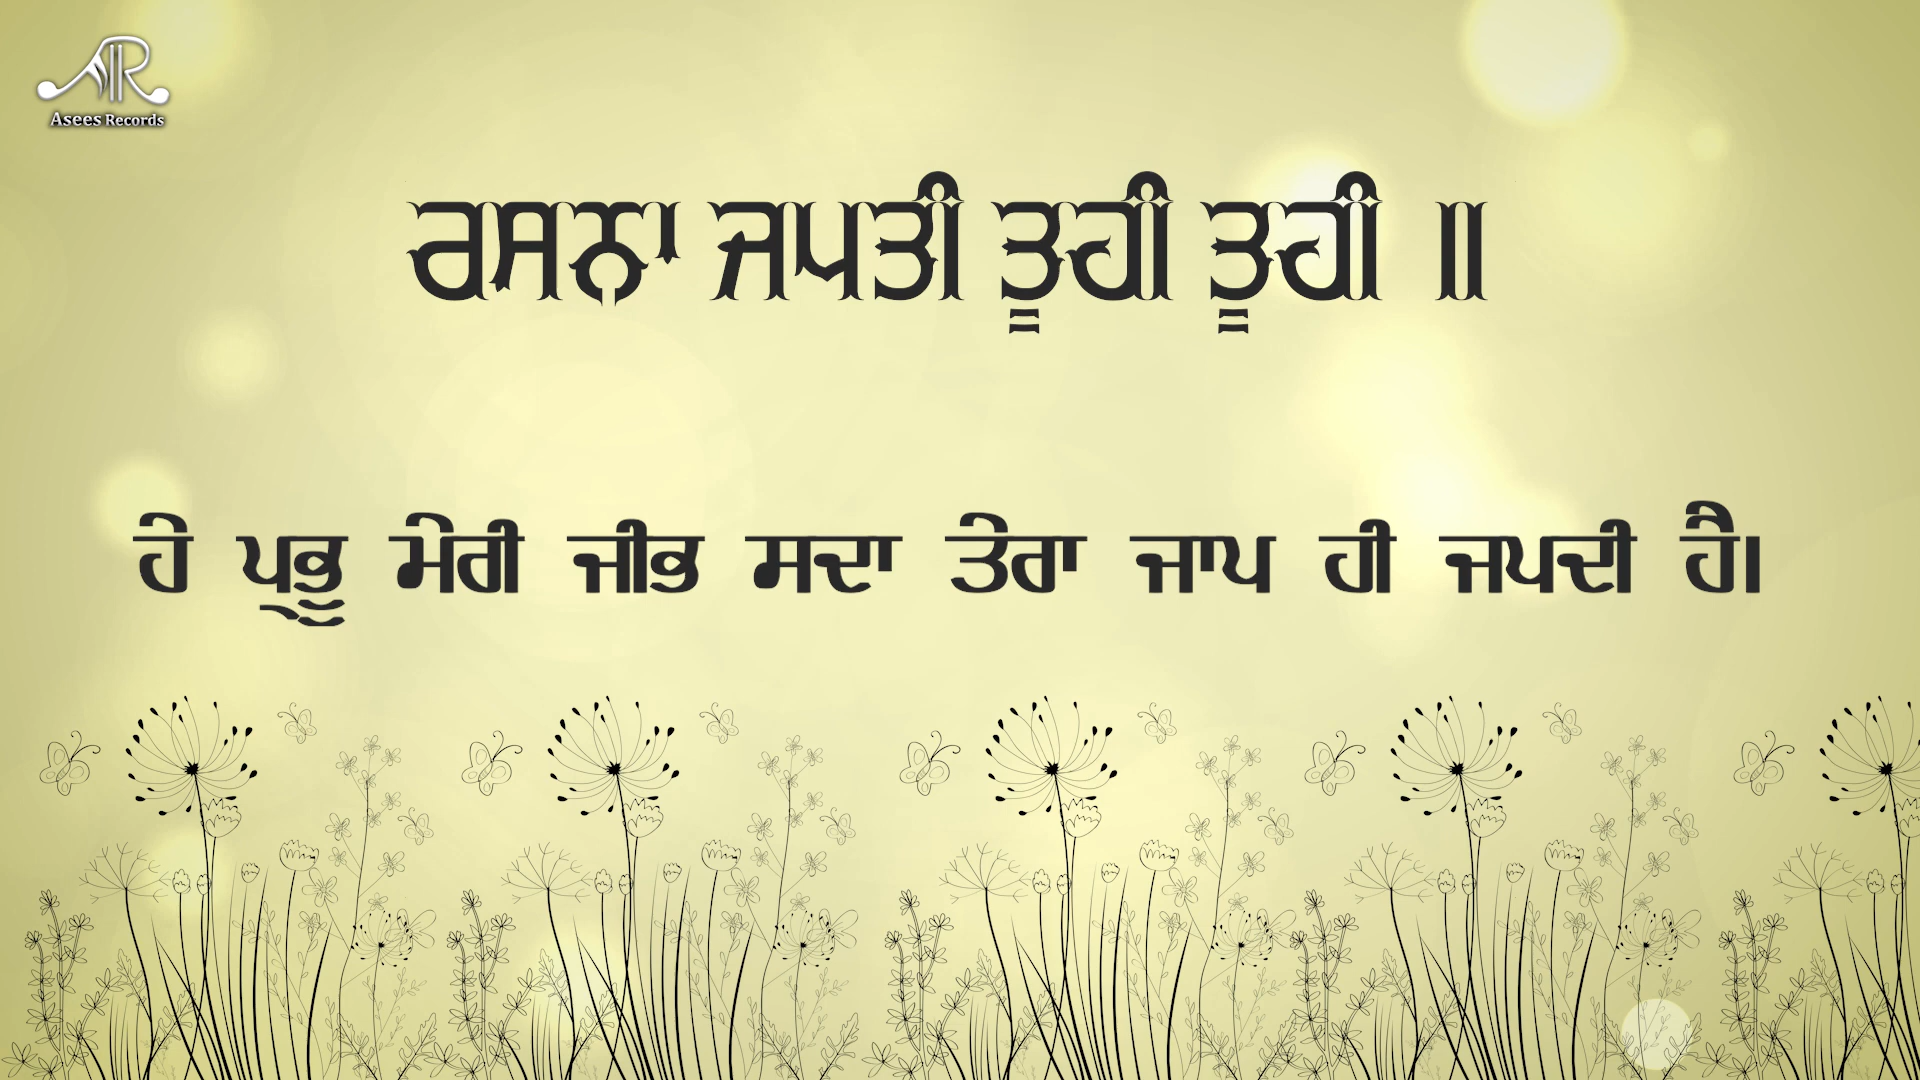 Asees Records
ਰਸਨਾ ਜਪਤੀ ਤੂਹੀ ਤੂਹੀ ॥
ਹੇ ਪ੍ਰਭੂ ਮੇਰੀ ਜੀਭ ਸਦਾ ਤੇਰਾ ਜਾਪ ਹੀ ਜਪਦੀ ਹੈ।